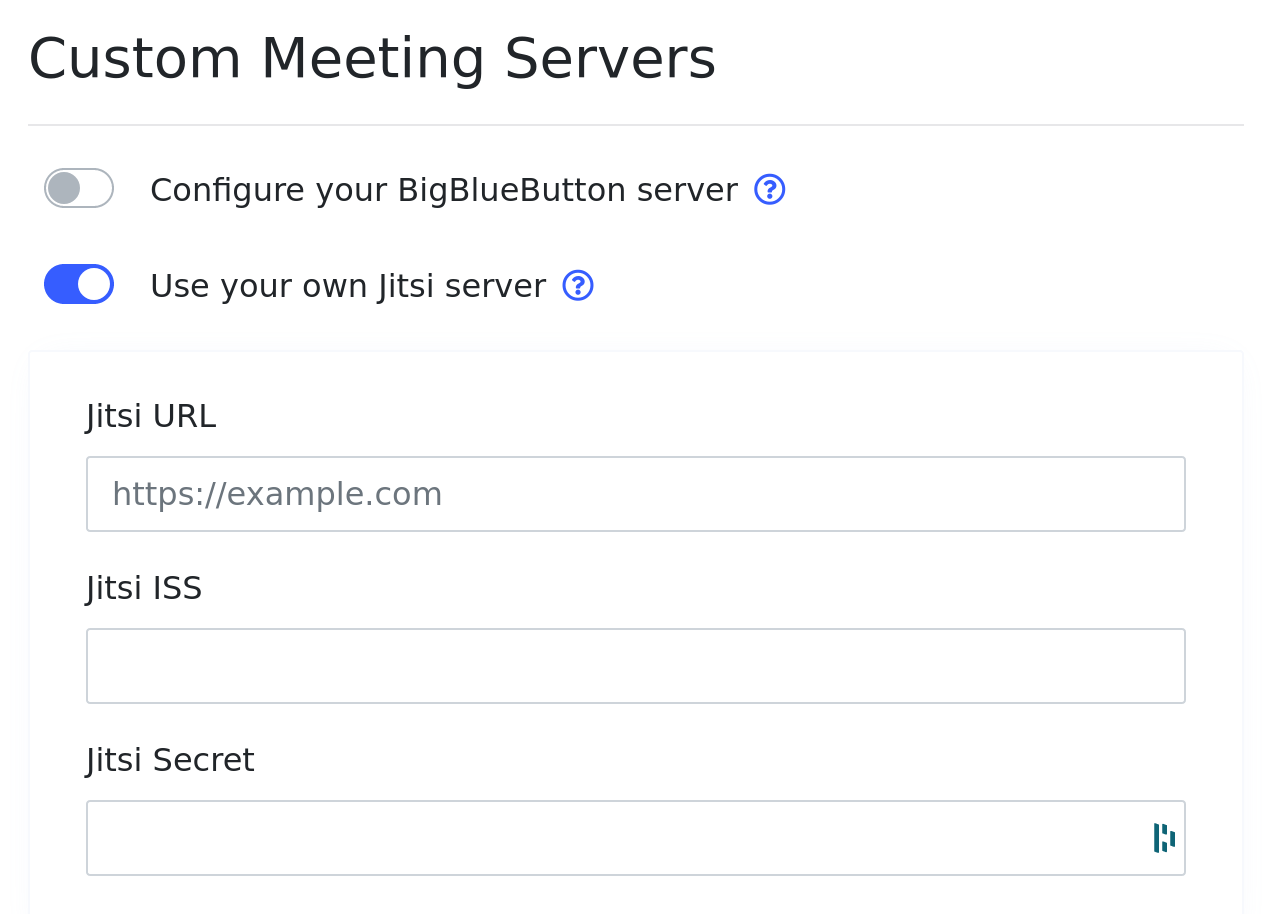 Custom Meeting Servers
Configure your BigBlueButton server ?
Use your own Jitsi server ?
Jitsi URL
https://example.com
Jitsi ISS
Jitsi Secret